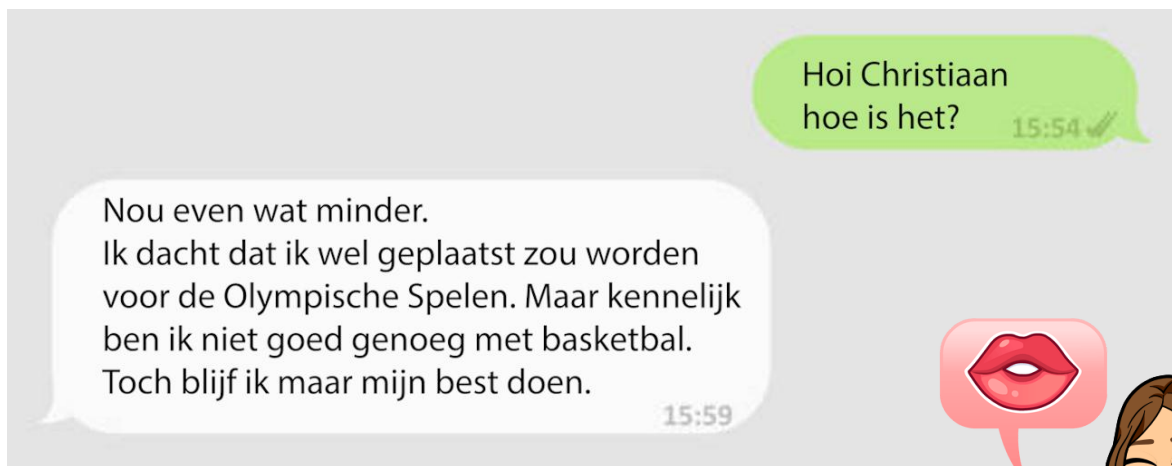 Hoi Christiaan
hoe is het?
15:54
Nou even wat minder.
Ik dacht dat ik wel geplaatst zou worden
voor de Olympische Spelen. Maar kennelijk
ben ik niet goed genoeg met basketbal.
Toch blijf ik maar mijn best doen.
15:59